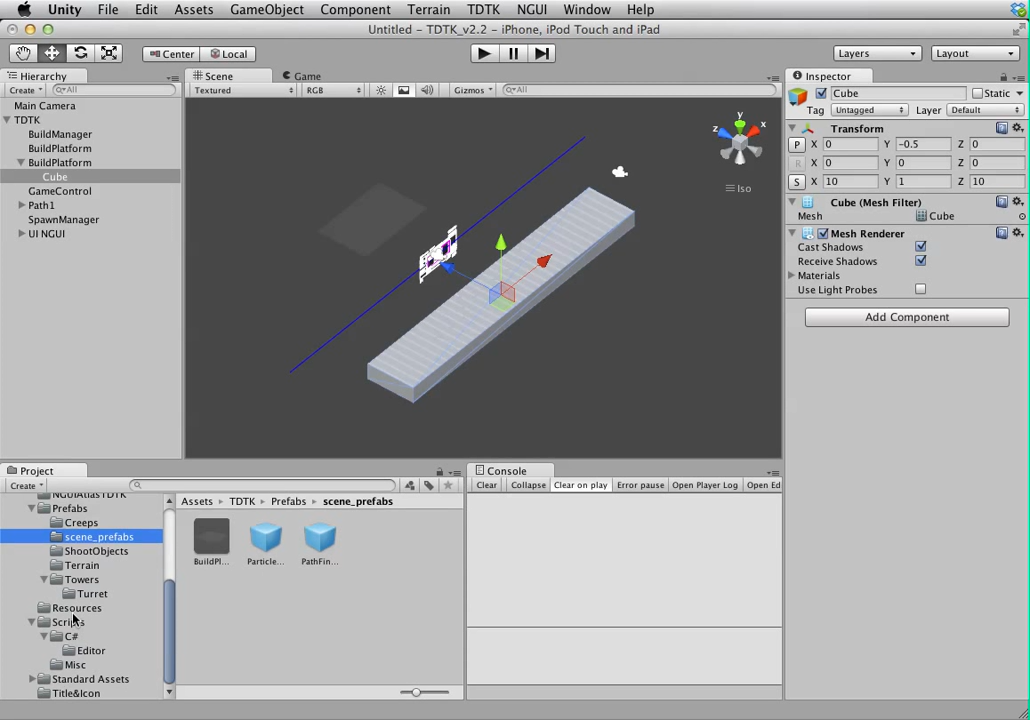 Unity File Edit Assets GameObject Component Terrain TDTK NGUI Window Help
Untitled - TDTK_v2.2 - iPhone, iPod Touch and iPad
Center Local Layers Layout
Hierarchy Scene Game Inspector
Create All Textured RGB Gizmos All
Cube Static
Tag Untagged Layer Default
Main Camera
TDTK
BuildManager
BuildPlatform
BuildPlatform
Cube
GameControl
Path1
SpawnManager
UI NGUI
y
z x
Iso
Transform
P X 0 Y -0.5 Z 0
R X 0 Y 0 Z 0
S X 10 Y 1 Z 10
Cube (Mesh Filter)
Mesh Cube
Mesh Renderer
Cast Shadows
Receive Shadows
Materials
Use Light Probes
Add Component
Project
Create
NGUIAtlasTDTK
Prefabs
Creeps
scene_prefabs
ShootObjects
Terrain
Towers
Turret
Resources
Scripts
C#
Editor
Misc
Standard Assets
Title&Icon
Assets TDTK Prefabs scene_prefabs
BuildPl... Particle... PathFin...
Console
Clear Collapse Clear on play Error pause Open Player Log Open Ed